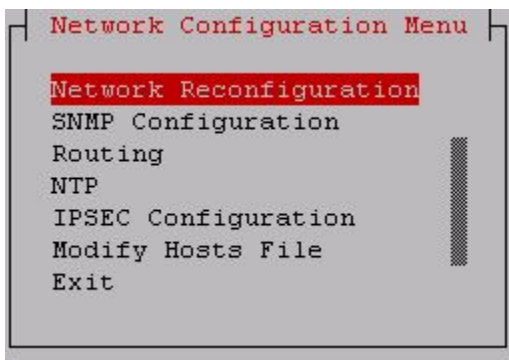 Network Configuration Menu
Network Reconfiguration
SNMP Configuration
Routing
NTP
IPSEC Configuration
Modify Hosts File
Exit